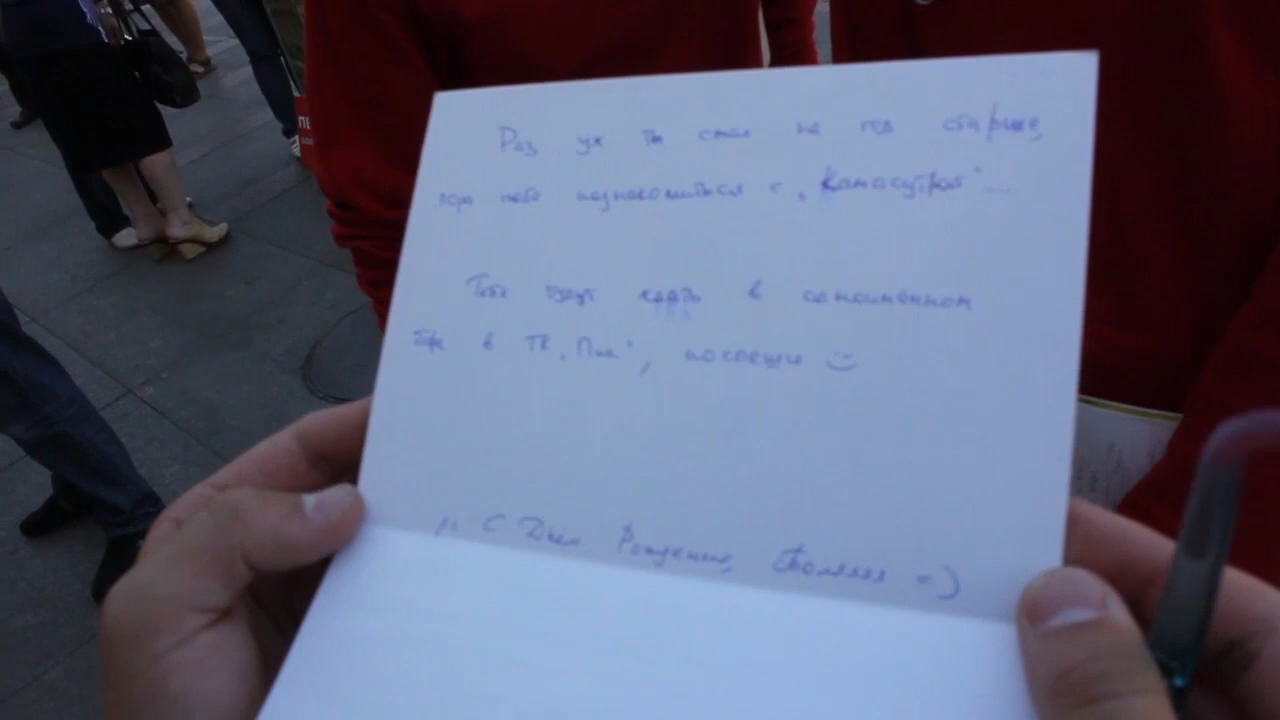 Раз уж ты стал на год старше,
пора тебе познакомиться с „Камасутрой"...
Тебя будут ждать в одноимённом
в ТК „Пик", поспеши
С Днём Рождения, =)